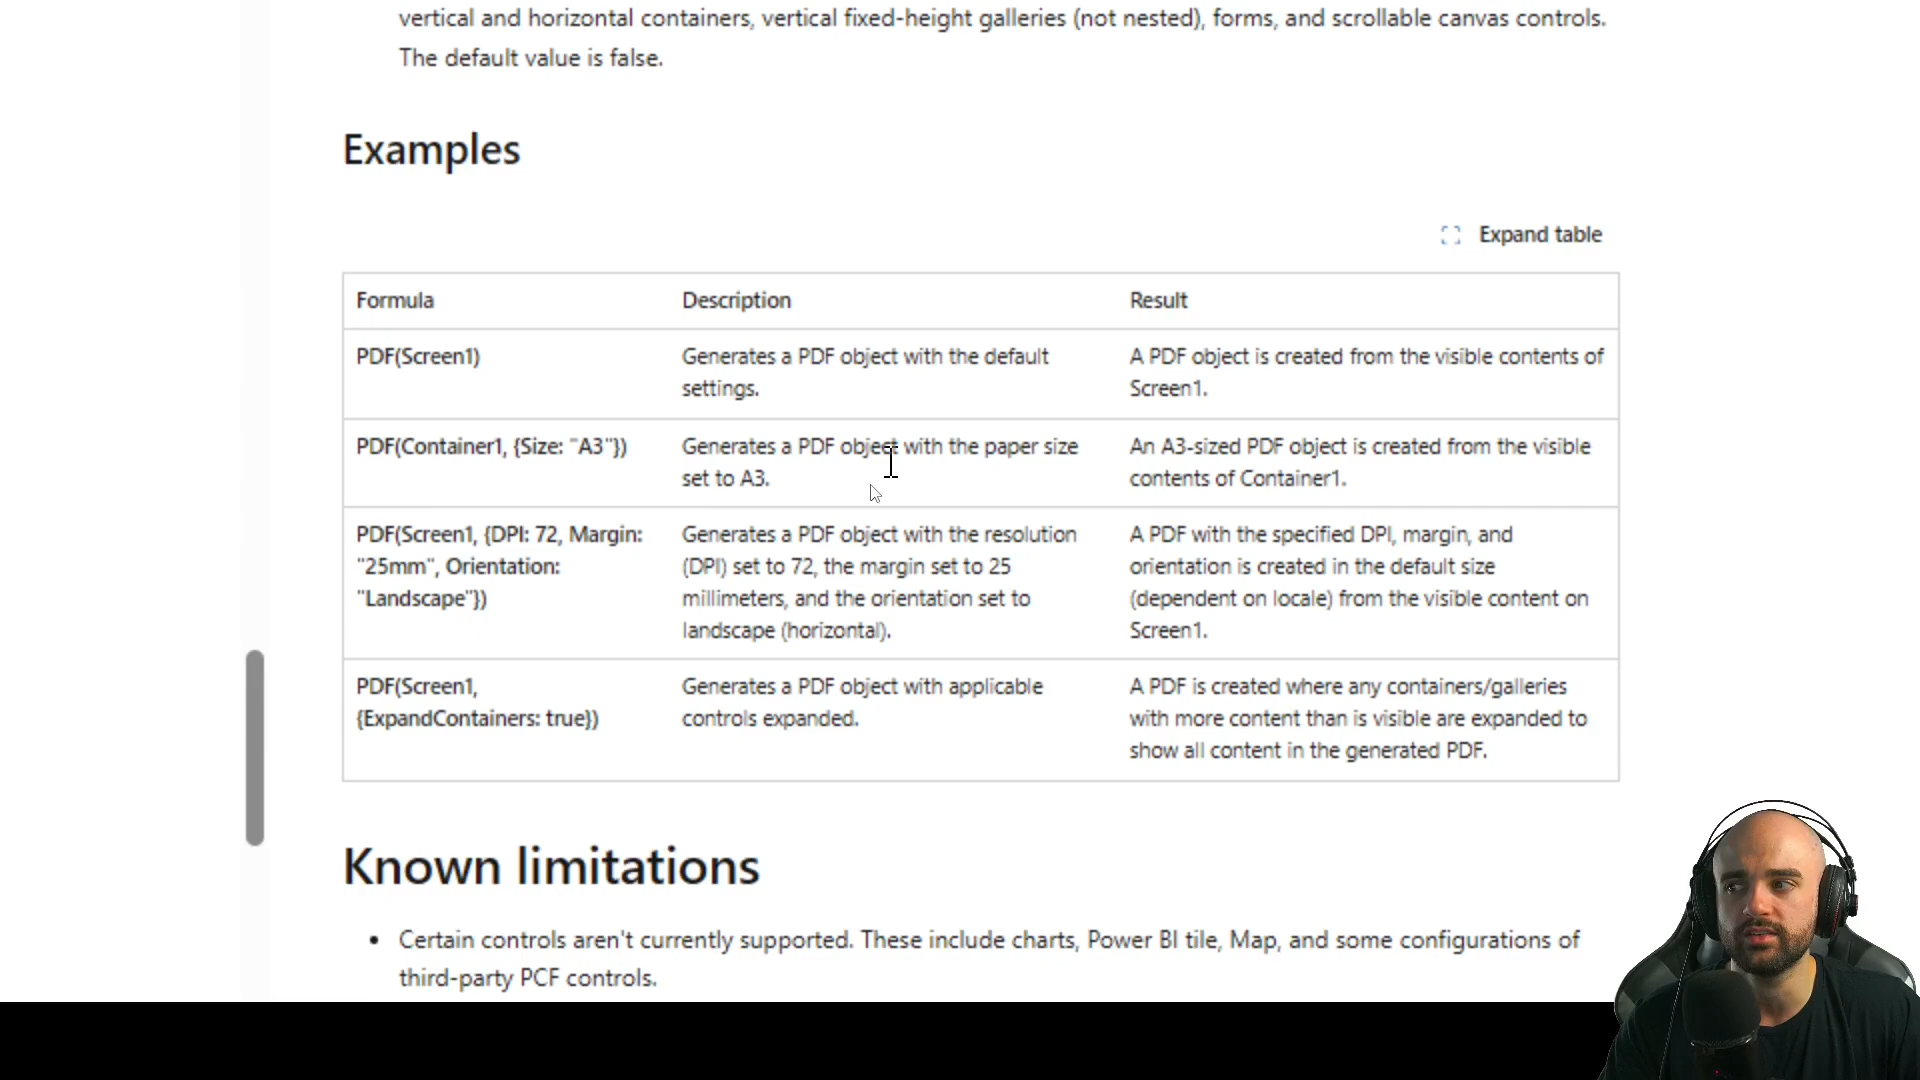 vertical and horizontal containers, vertical fixed-height galleries (not nested), forms, and scrollable canvas controls.
The default value is false.
Examples
Expand table
Formula
Description
Result
PDF(Screen1)
Generates a PDF object with the default
settings.
A PDF object is created from the visible contents of
Screen1.
PDF(Container1, {Size: "A3"})
Generates a PDF object with the paper size
set to A3.
An A3-sized PDF object is created from the visible
contents of Container1.
PDF(Screen1, {DPI: 72, Margin:
"25mm", Orientation:
"Landscape"})
Generates a PDF object with the resolution
(DPI) set to 72, the margin set to 25
millimeters, and the orientation set to
landscape (horizontal).
A PDF with the specified DPI, margin, and
orientation is created in the default size
(dependent on locale) from the visible content on
Screen1.
PDF(Screen1,
{ExpandContainers: true})
Generates a PDF object with applicable
controls expanded.
A PDF is created where any containers/galleries
with more content than is visible are expanded to
show all content in the generated PDF.
Known limitations
• Certain controls aren't currently supported. These include charts, Power BI tile, Map, and some configurations of
third-party PCF controls.